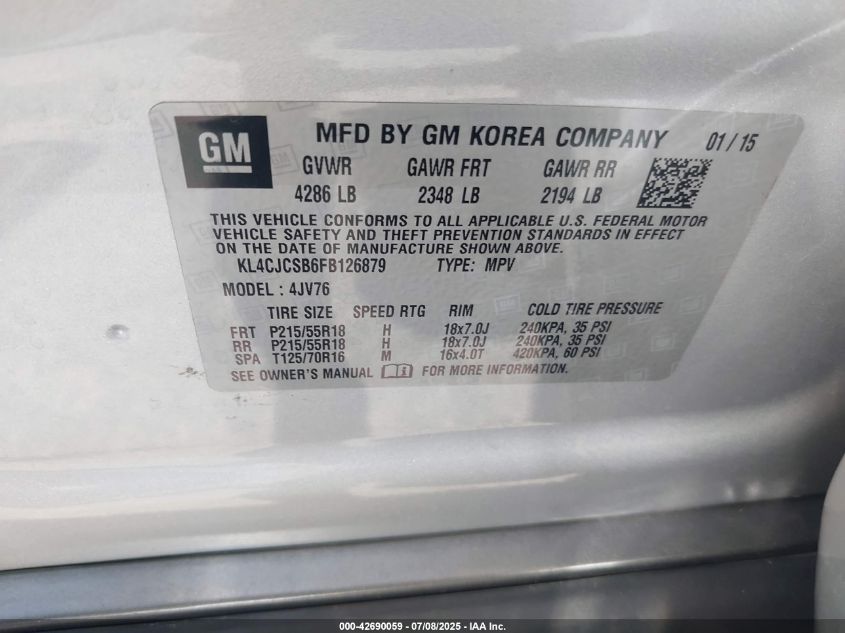 GM
MFD BY GM KOREA COMPANY 01 / 15
GVWR GAWR FRT GAWR RR
4286 LB 2348 LB 2194 LB
THIS VEHICLE CONFORMS TO ALL APPLICABLE U.S. FEDERAL MOTOR
VEHICLE SAFETY AND THEFT PREVENTION STANDARDS IN EFFECT
ON THE DATE OF MANUFACTURE SHOWN ABOVE.
KL4CJCSB6FB126879 TYPE: MPV
MODEL : 4JV76
TIRE SIZE SPEED RTG RIM COLD TIRE PRESSURE
FRT P215/55R18 H 18x7.0J 240KPA, 35 PSI
RR P215/55R18 H 18x7.0J 240KPA, 35 PSI
SPA T125/70R16 M 16x4.0T 420KPA, 60 PSI
SEE OWNER'S MANUAL FOR MORE INFORMATION.
000-42690059 - 07/08/2025 - IAA Inc.